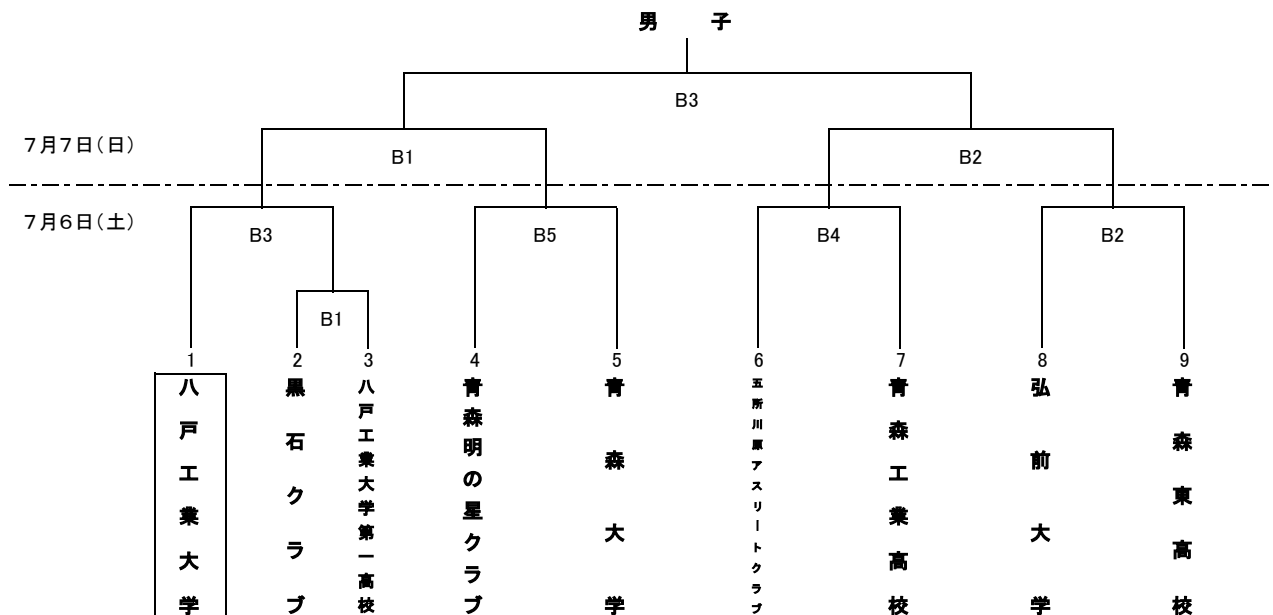 男 子
B3
7月7日(日)
B1
B2
7月6日(土)
B3
B5
B4
B2
B1
1
2
3
4
5
6
7
8
9
八戸工業大学
黒石クラブ
八戸工業大学第一高校
青森明の星クラブ
青森大学
五所川原アスリートクラブ
青森工業高校
弘前大学
青森東高校